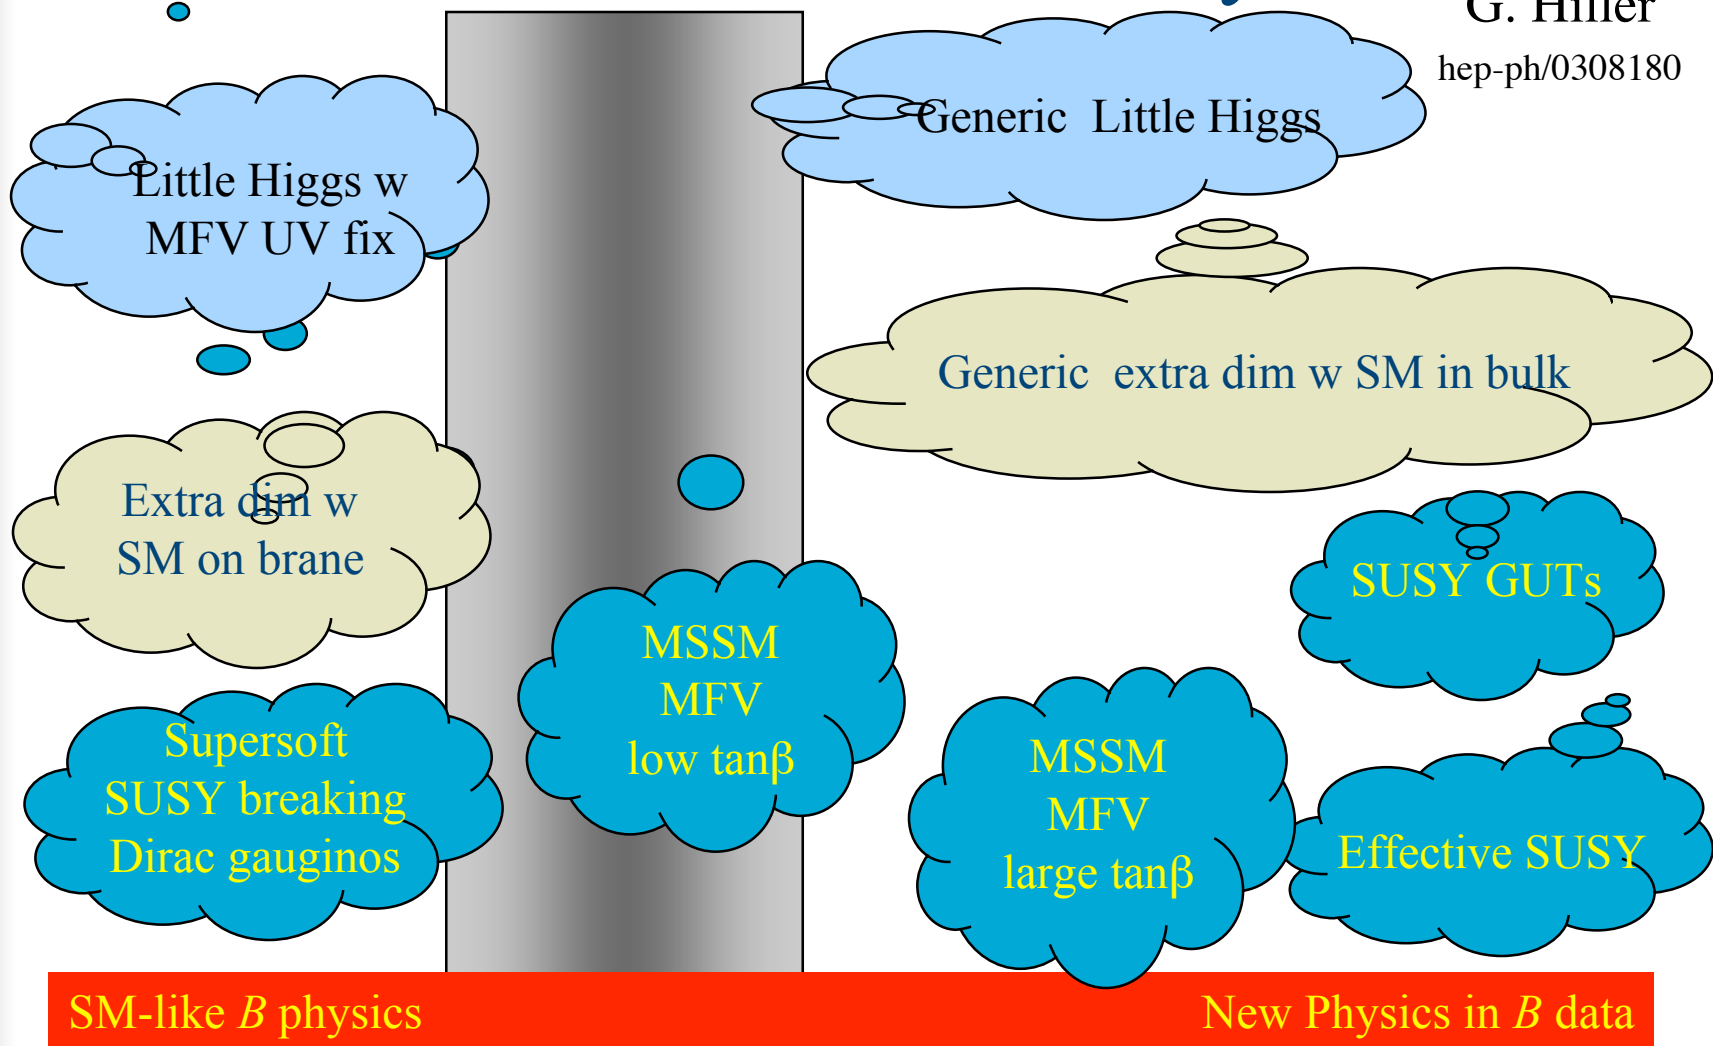 G. Hiller
hep-ph/0308180
Generic Little Higgs
Little Higgs w
MFV UV fix
Generic extra dim w SM in bulk
Extra dim w
SM on brane
SUSY GUTs
MSSM
MFV
low tanβ
Supersoft
SUSY breaking
Dirac gauginos
MSSM
MFV
large tanβ
Effective SUSY
SM-like B physics
New Physics in B data